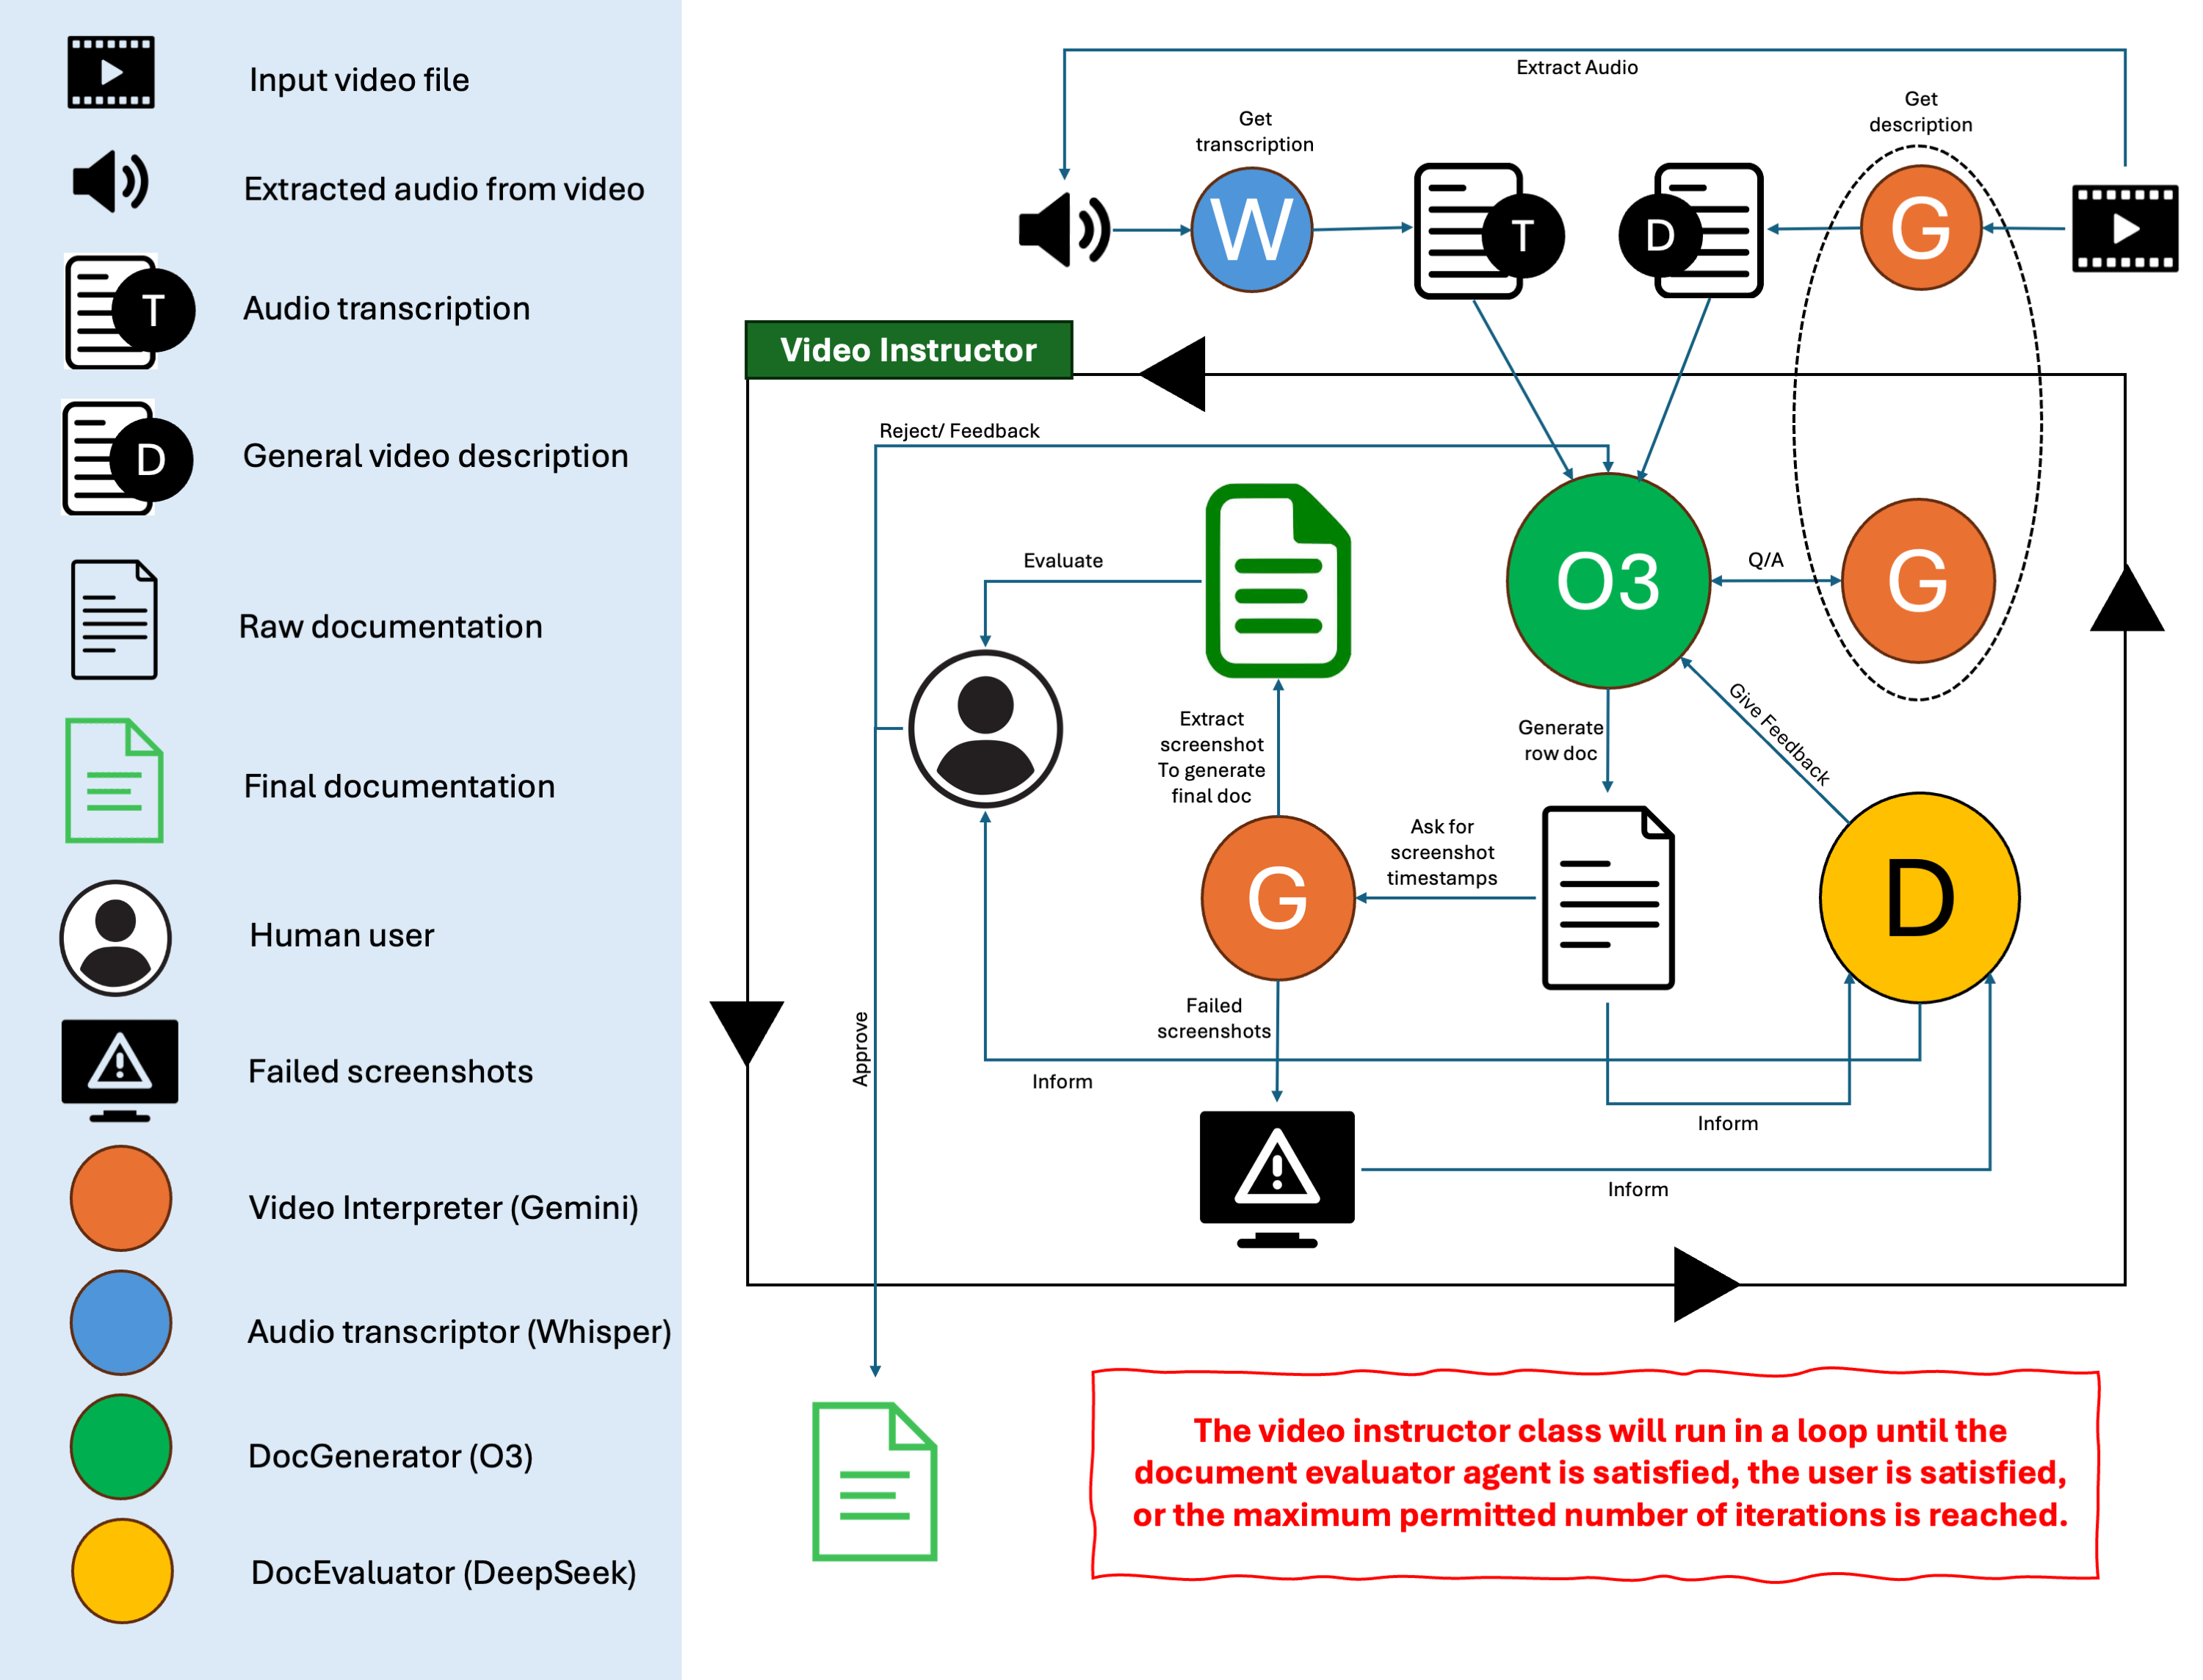 Input video file
Extracted audio from video
T
Audio transcription
D
General video description
Raw documentation
Final documentation
Human user
Failed screenshots
Video Interpreter (Gemini)
Audio transcriptor (Whisper)
DocGenerator (O3)
DocEvaluator (DeepSeek)
Extract Audio
Get
transcription
Get
description
W
T
D
G
Video Instructor
Reject/ Feedback
Evaluate
O3
Q/A
G
Extract
screenshot
To generate
final doc
Generate
row doc
Give Feedback
Ask for
screenshot
timestamps
G
D
Failed
screenshots
Approve
Inform
Inform
Inform
The video instructor class will run in a loop until the
document evaluator agent is satisfied, the user is satisfied,
or the maximum permitted number of iterations is reached.